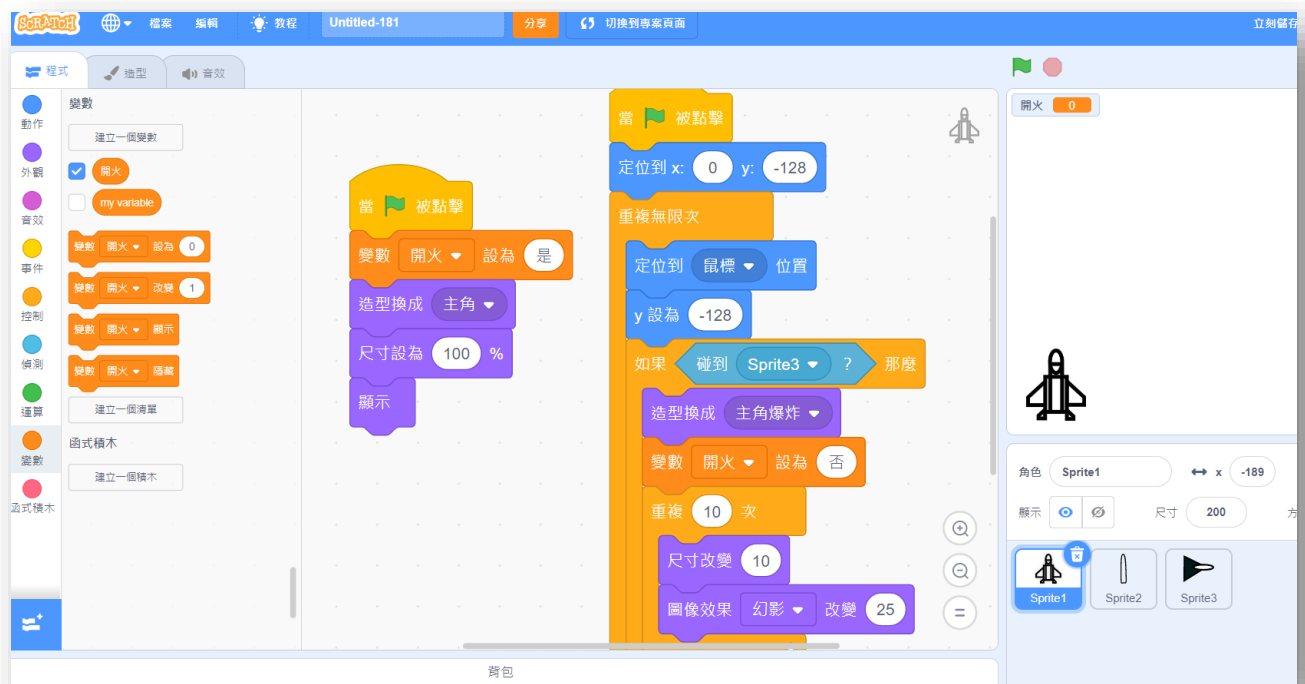 SCRATCH
檔案
編輯
教程
Untitled-181
分享
切換到專案頁面
立刻儲存
程式
造型
音效
動作
外觀
音效
事件
控制
偵測
運算
變數
函式積木
變數
建立一個變數
開火
my variable
變數 開火 設為 0
變數 開火 改變 1
變數 開火 顯示
變數 開火 隱藏
建立一個清單
函式積木
建立一個積木
當 被點擊
變數 開火 設為 是
造型換成 主角
尺寸設為 100 %
顯示
當 被點擊
定位到 x: 0 y: -128
重複無限次
定位到 鼠標 位置
y 設為 -128
如果 碰到 Sprite3 ? 那麼
造型換成 主角爆炸
變數 開火 設為 否
重複 10 次
尺寸改變 10
圖像效果 幻影 改變 25
背包
開火 0
角色 Sprite1 x -189
顯示 尺寸 200 方
Sprite1
Sprite2
Sprite3